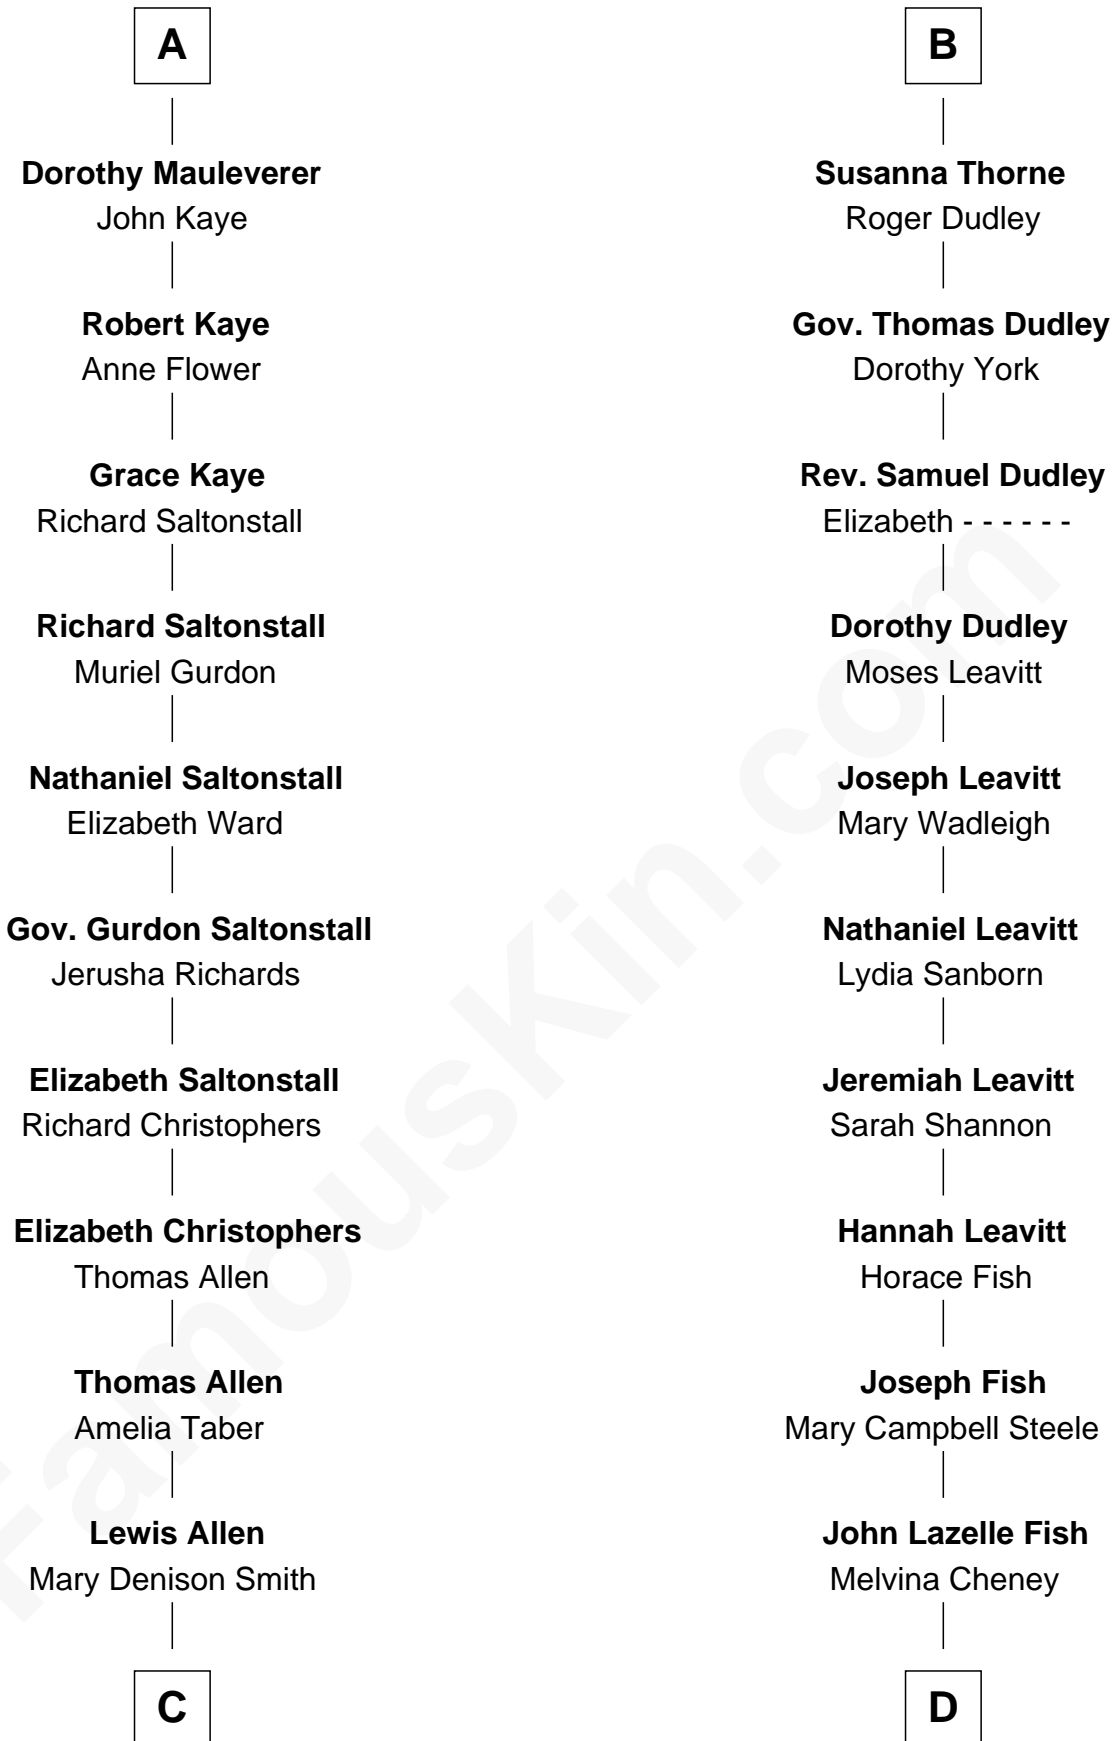 A
Dorothy Mauleverer
John Kaye
Robert Kaye
Anne Flower
Grace Kaye
Richard Saltonstall
Richard Saltonstall
Muriel Gurdon
Nathaniel Saltonstall
Elizabeth Ward
Gov. Gurdon Saltonstall
Jerusha Richards
Elizabeth Saltonstall
Richard Christophers
Elizabeth Christophers
Thomas Allen
Thomas Allen
Amelia Taber
Lewis Allen
Mary Denison Smith
C
B
Susanna Thorne
Roger Dudley
Gov. Thomas Dudley
Dorothy York
Rev. Samuel Dudley
Elizabeth - - - - - -
Dorothy Dudley
Moses Leavitt
Joseph Leavitt
Mary Wadleigh
Nathaniel Leavitt
Lydia Sanborn
Jeremiah Leavitt
Sarah Shannon
Hannah Leavitt
Horace Fish
Joseph Fish
Mary Campbell Steele
John Lazelle Fish
Melvina Cheney
D
FamousKin.com